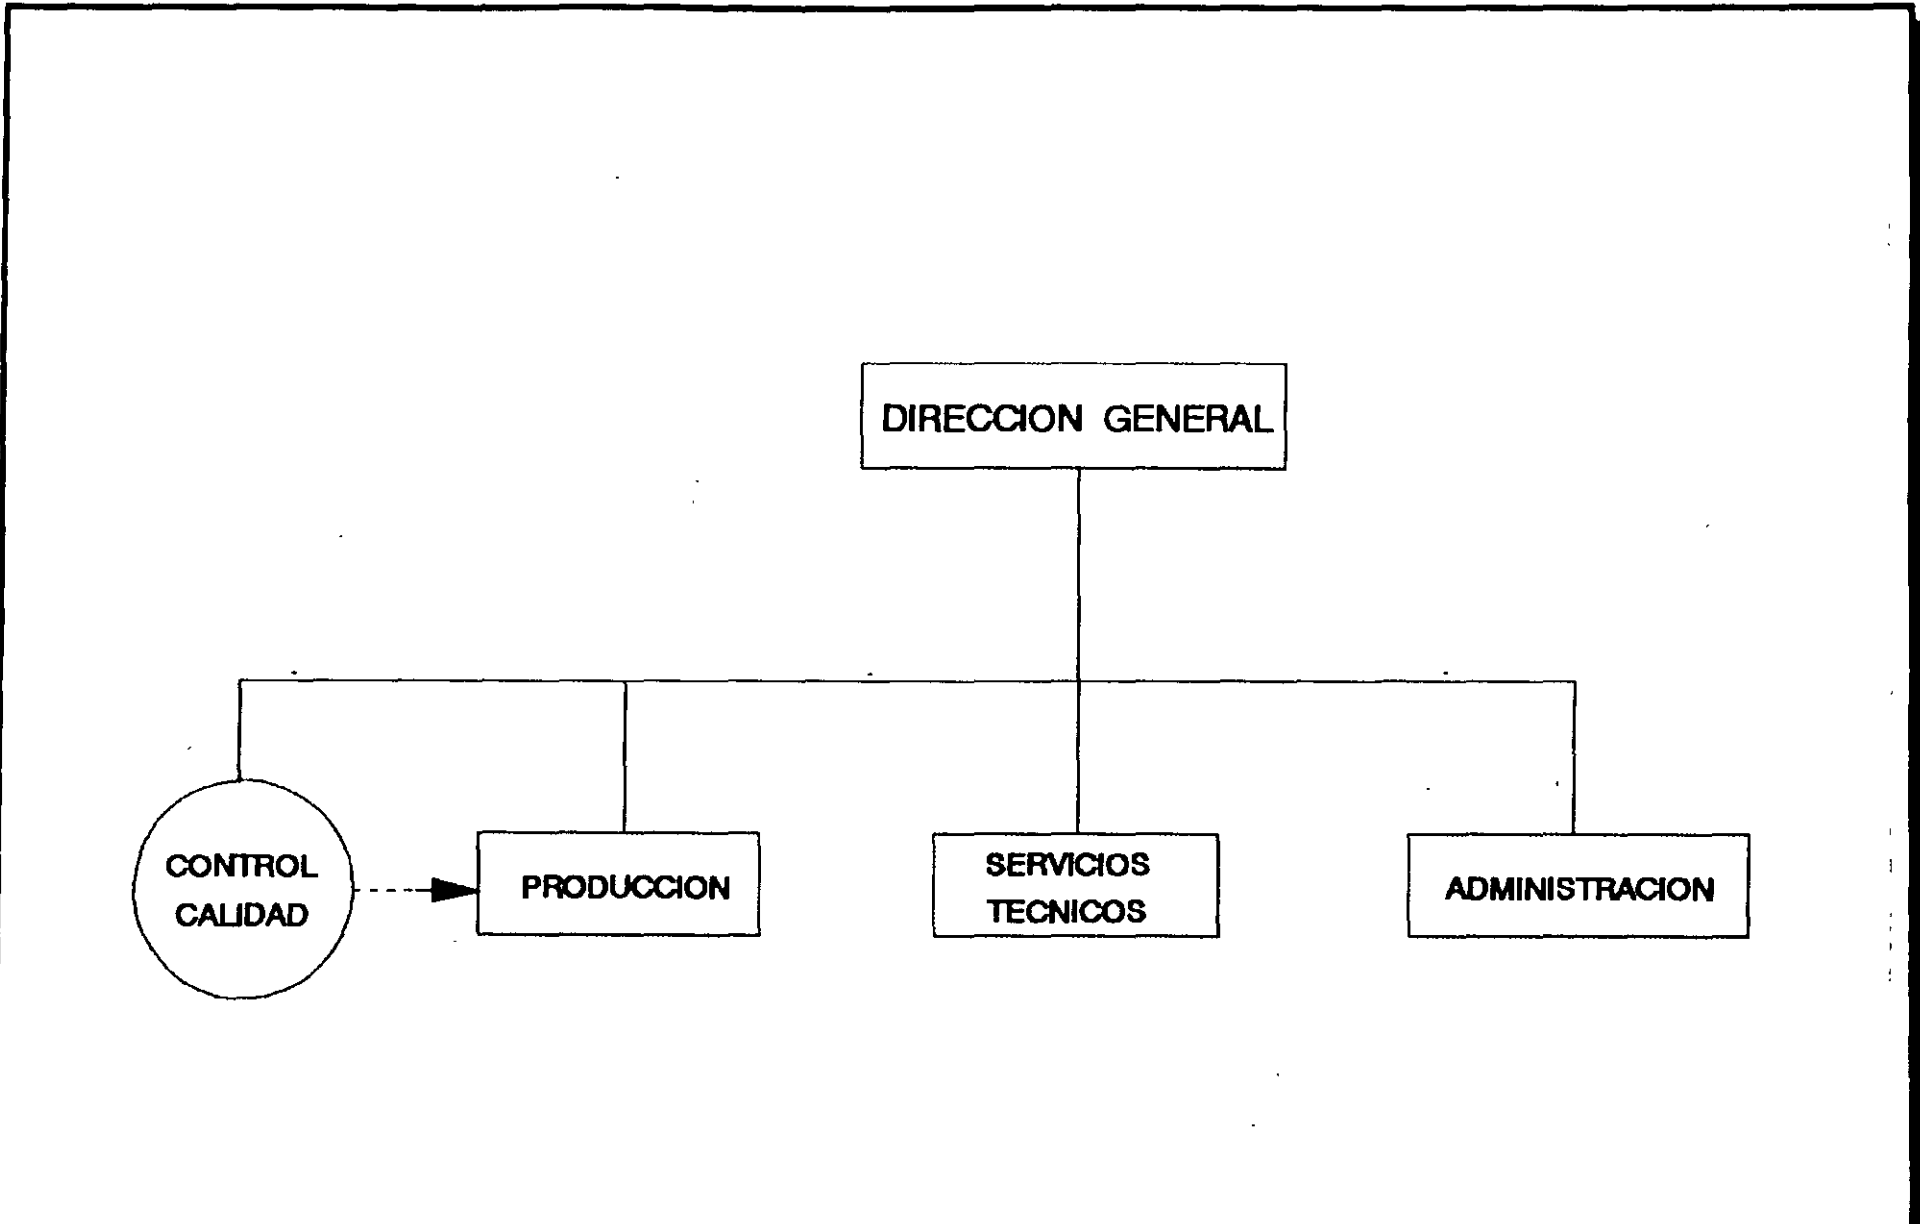 DIRECCION GENERAL
CONTROL
CALIDAD
PRODUCCION
SERVICIOS
TECNICOS
ADMINISTRACION